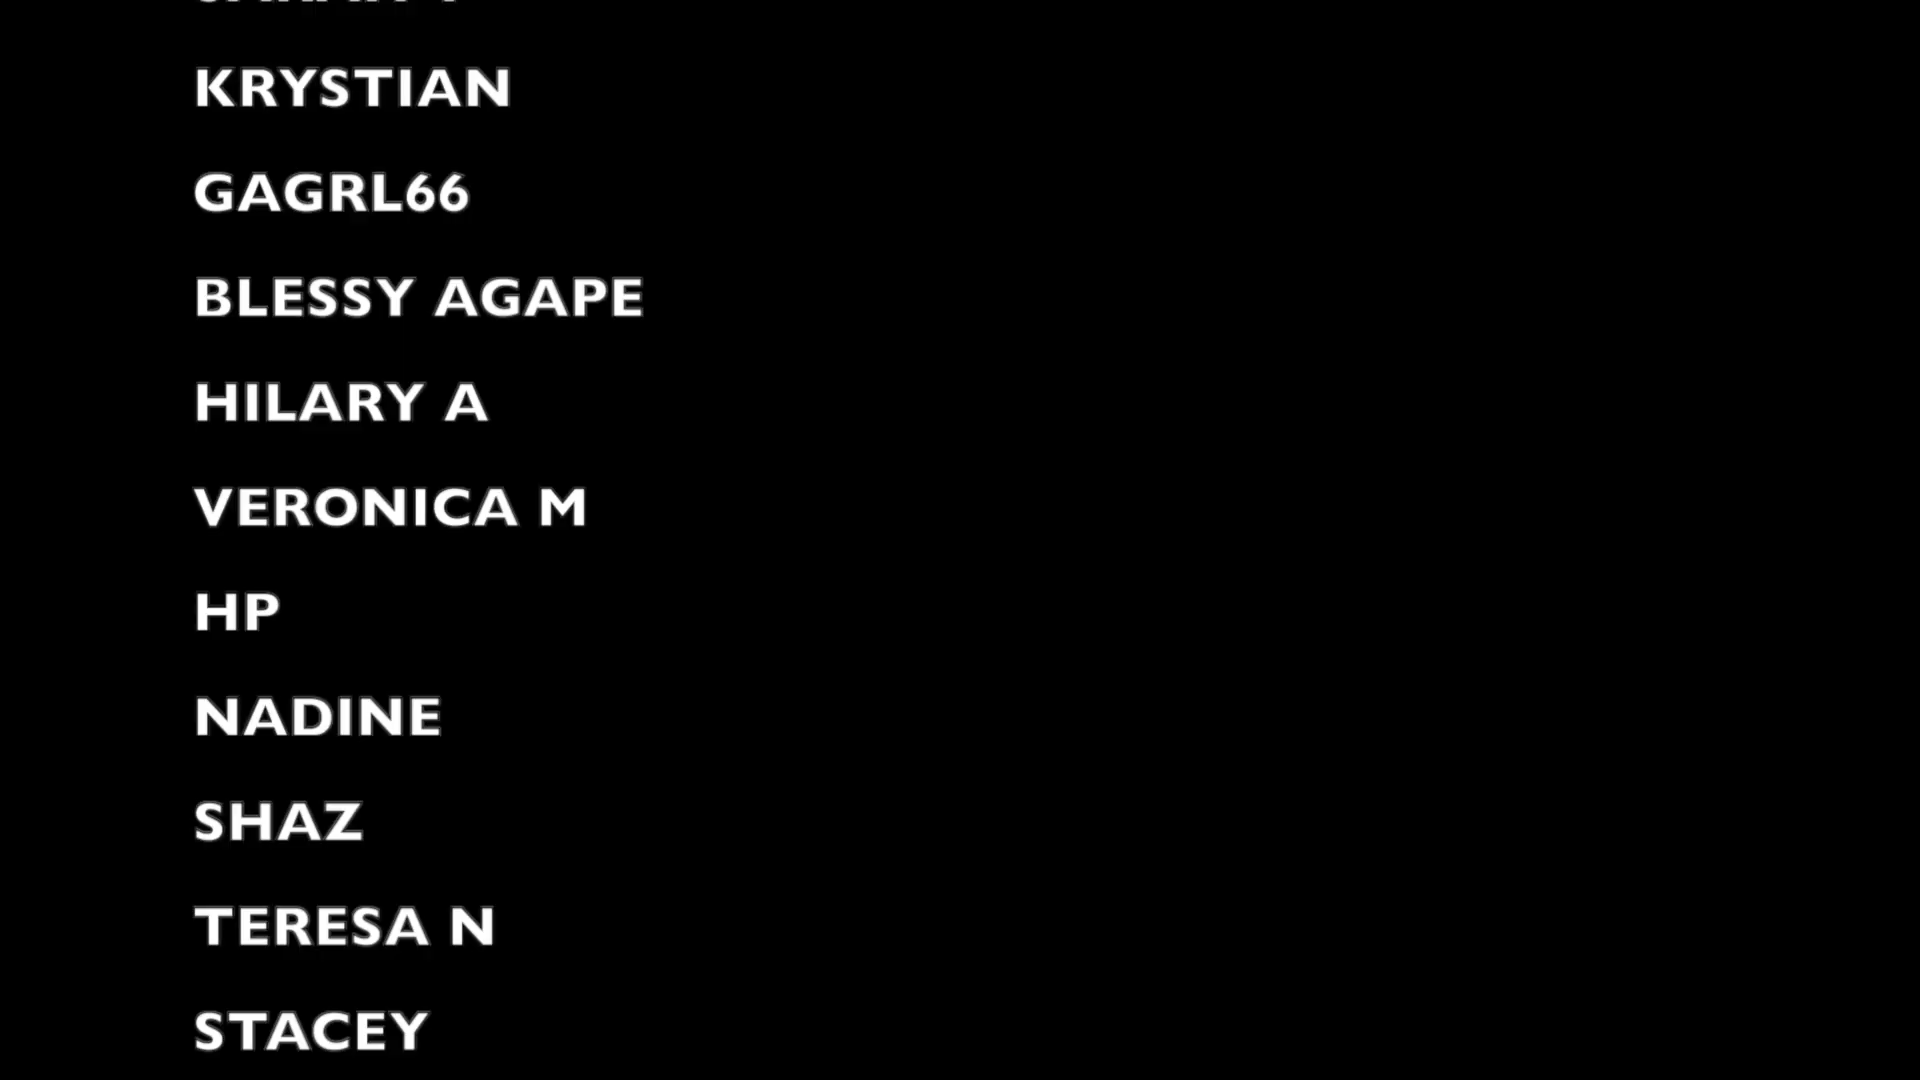 KRYSTIAN
GAGRL66
BLESSY AGAPE
HILARY A
VERONICA M
HP
NADINE
SHAZ
TERESA N
STACEY